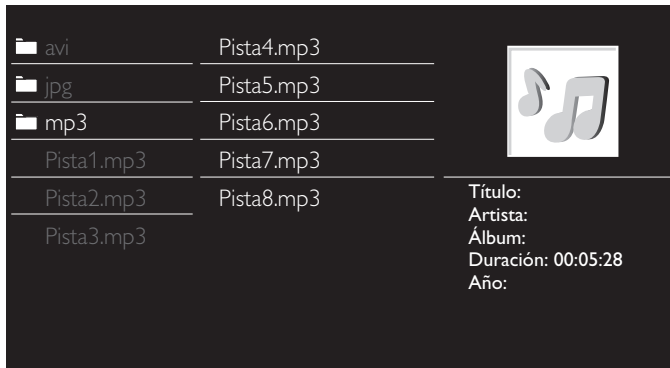 avi
jpg
mp3
Pista1.mp3
Pista2.mp3
Pista3.mp3
Pista4.mp3
Pista5.mp3
Pista6.mp3
Pista7.mp3
Pista8.mp3
Título:
Artista:
Álbum:
Duración: 00:05:28
Año: